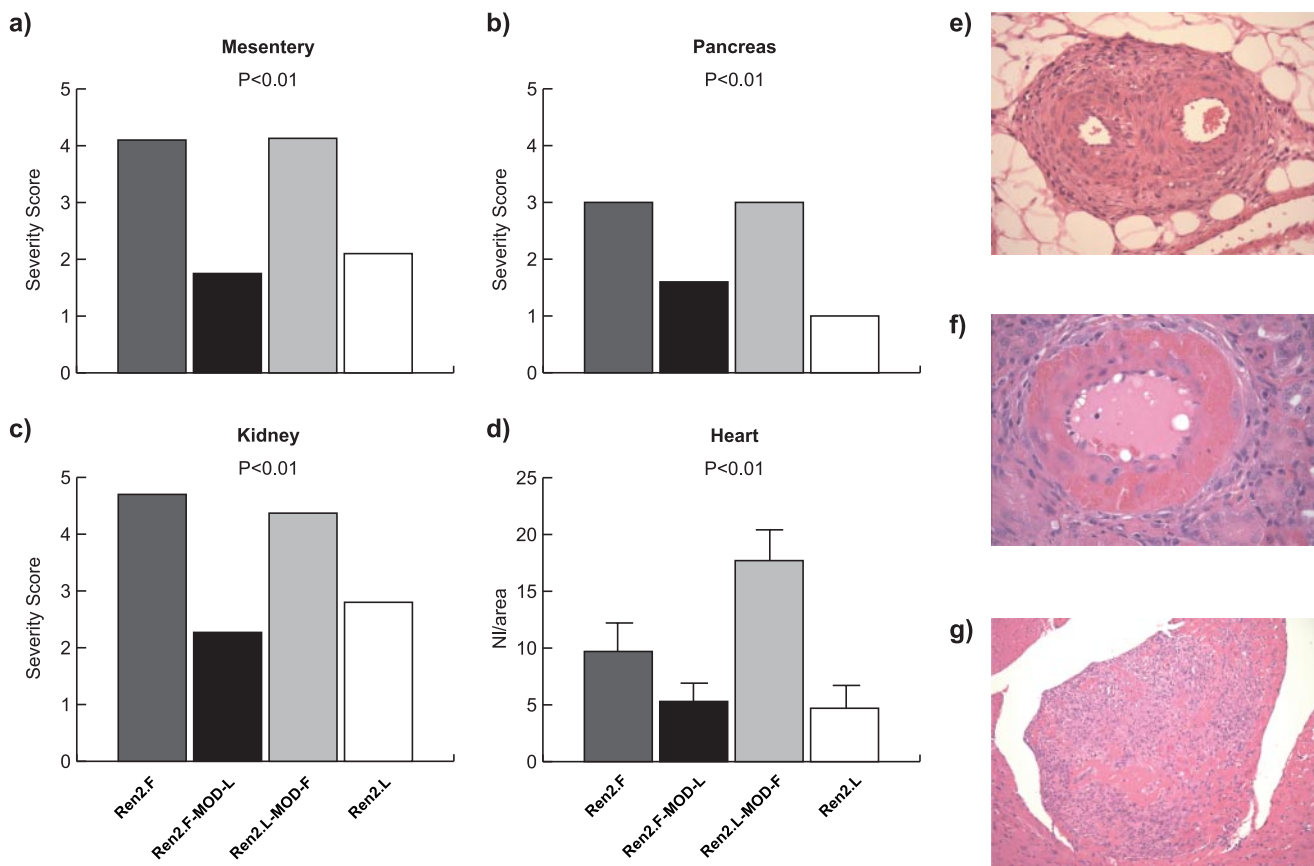 a)
Mesentery
P<0.01
Severity Score
5
4
3
2
1
0
b)
Pancreas
P<0.01
Severity Score
5
4
3
2
1
0
c)
Kidney
P<0.01
Severity Score
5
4
3
2
1
0
Ren2.F
Ren2.F-MOD-L
Ren2.L-MOD-F
Ren2.L
d)
Heart
P<0.01
NI/area
25
20
15
10
5
0
Ren2.F
Ren2.F-MOD-L
Ren2.L-MOD-F
Ren2.L
e)
f)
g)